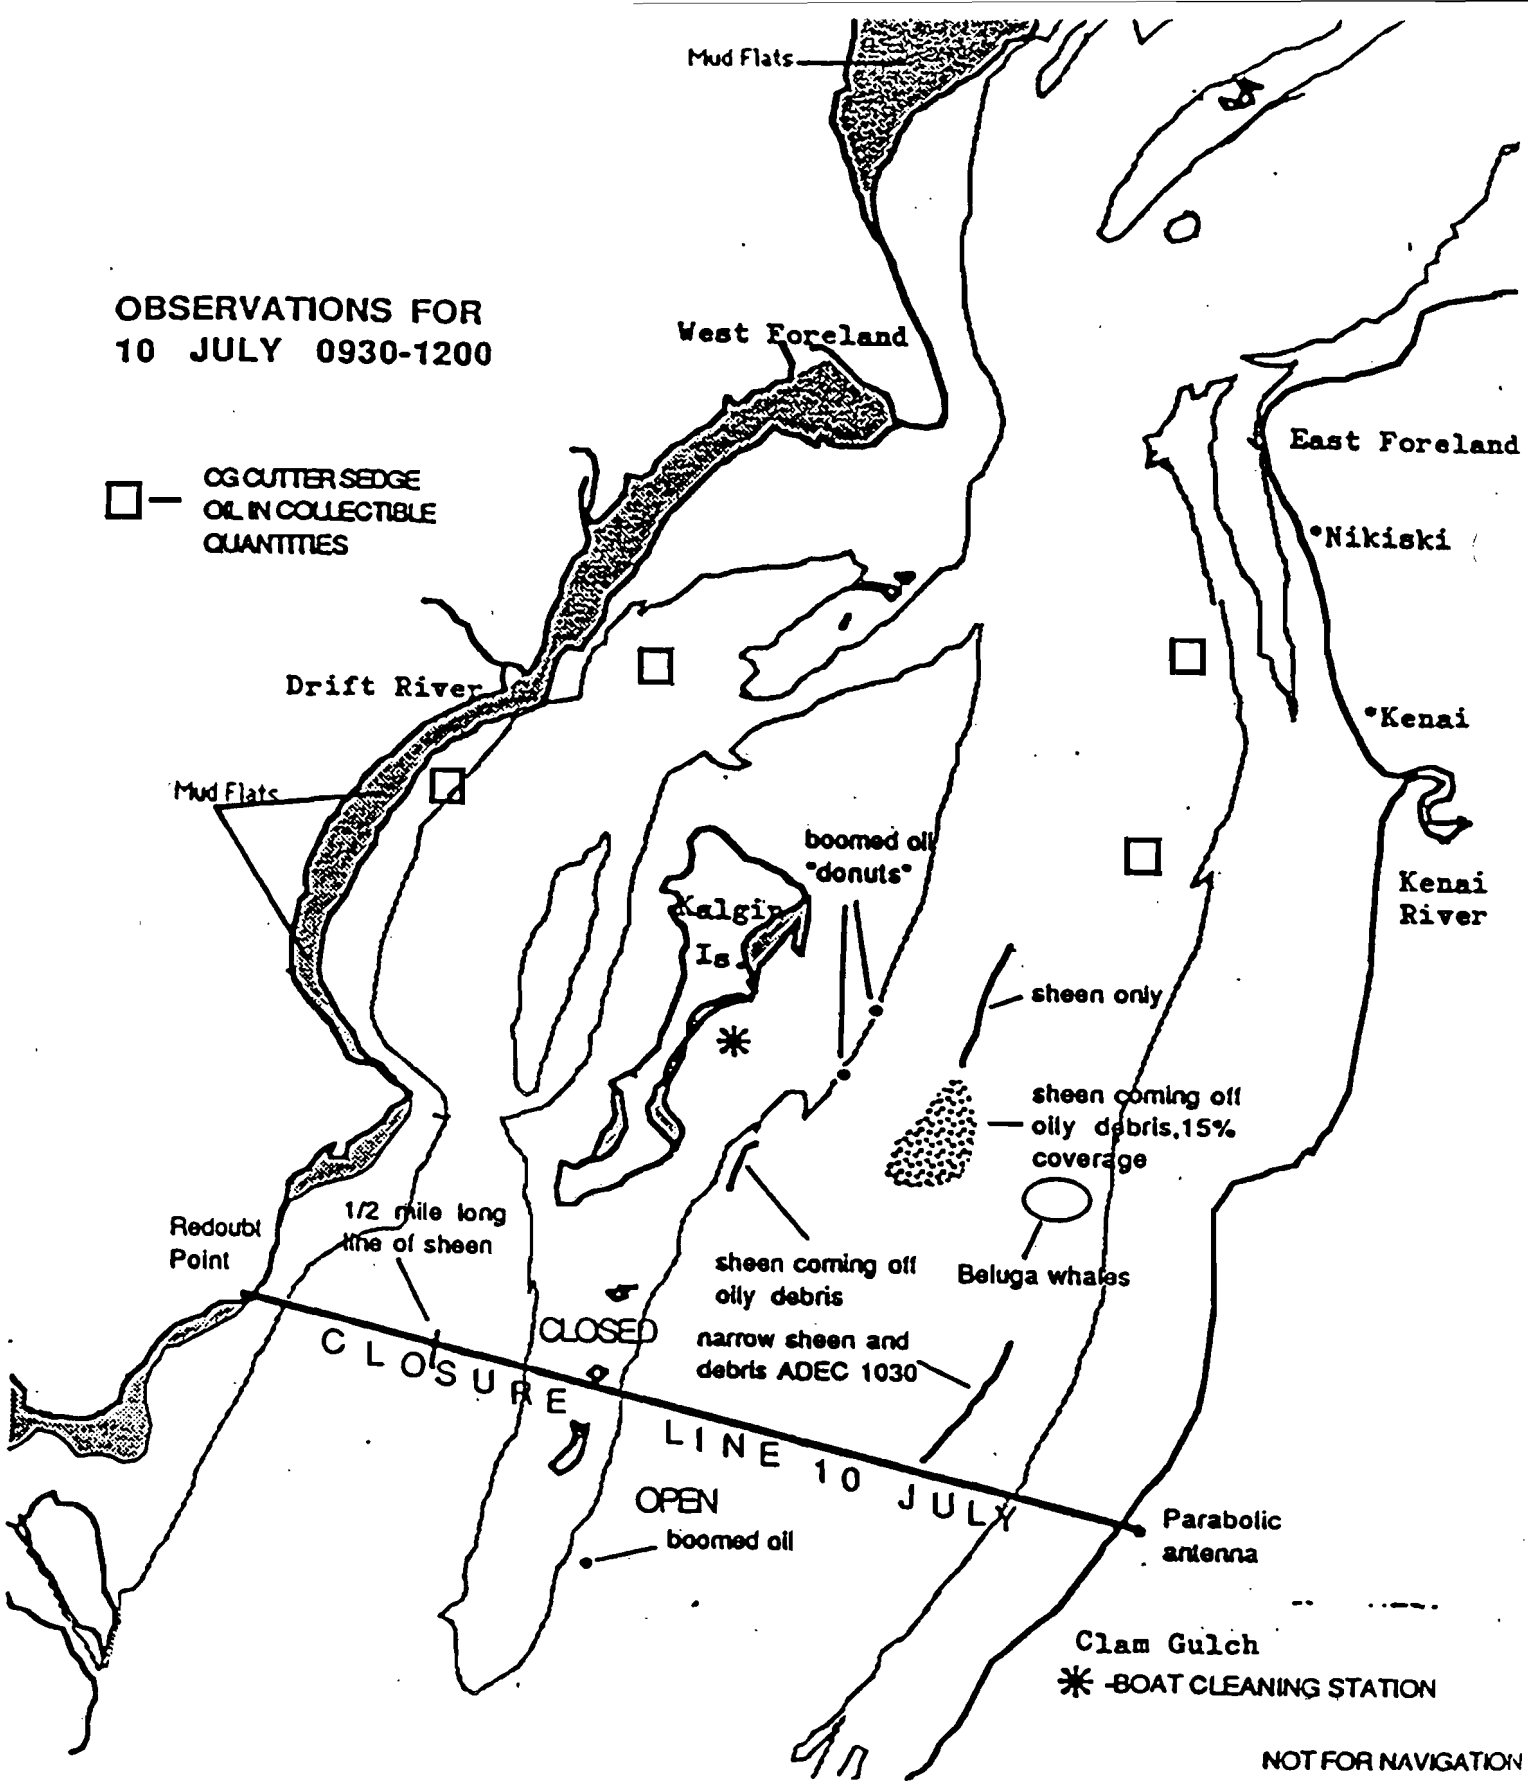 Mud Flats
OBSERVATIONS FOR
10 JULY 0930-1200
West Foreland
East Foreland
CG CUTTER SEDGE
OIL IN COLLECTIBLE
QUANTITIES
Nikiski
Drift River
Kenai
Mud Flats
boomed oil
"donuts"
Kalgin
Is.
Kenai
River
sheen only
sheen coming off
oily debris,15%
coverage
Redoubt
Point
1/2 mile long
line of sheen
sheen coming off
oily debris
Beluga whales
CLOSED
narrow sheen and
debris ADEC 1030
CLOSURE LINE 10 JULY
OPEN
boomed oil
Parabolic
antenna
Clam Gulch
-BOAT CLEANING STATION
NOT FOR NAVIGATION